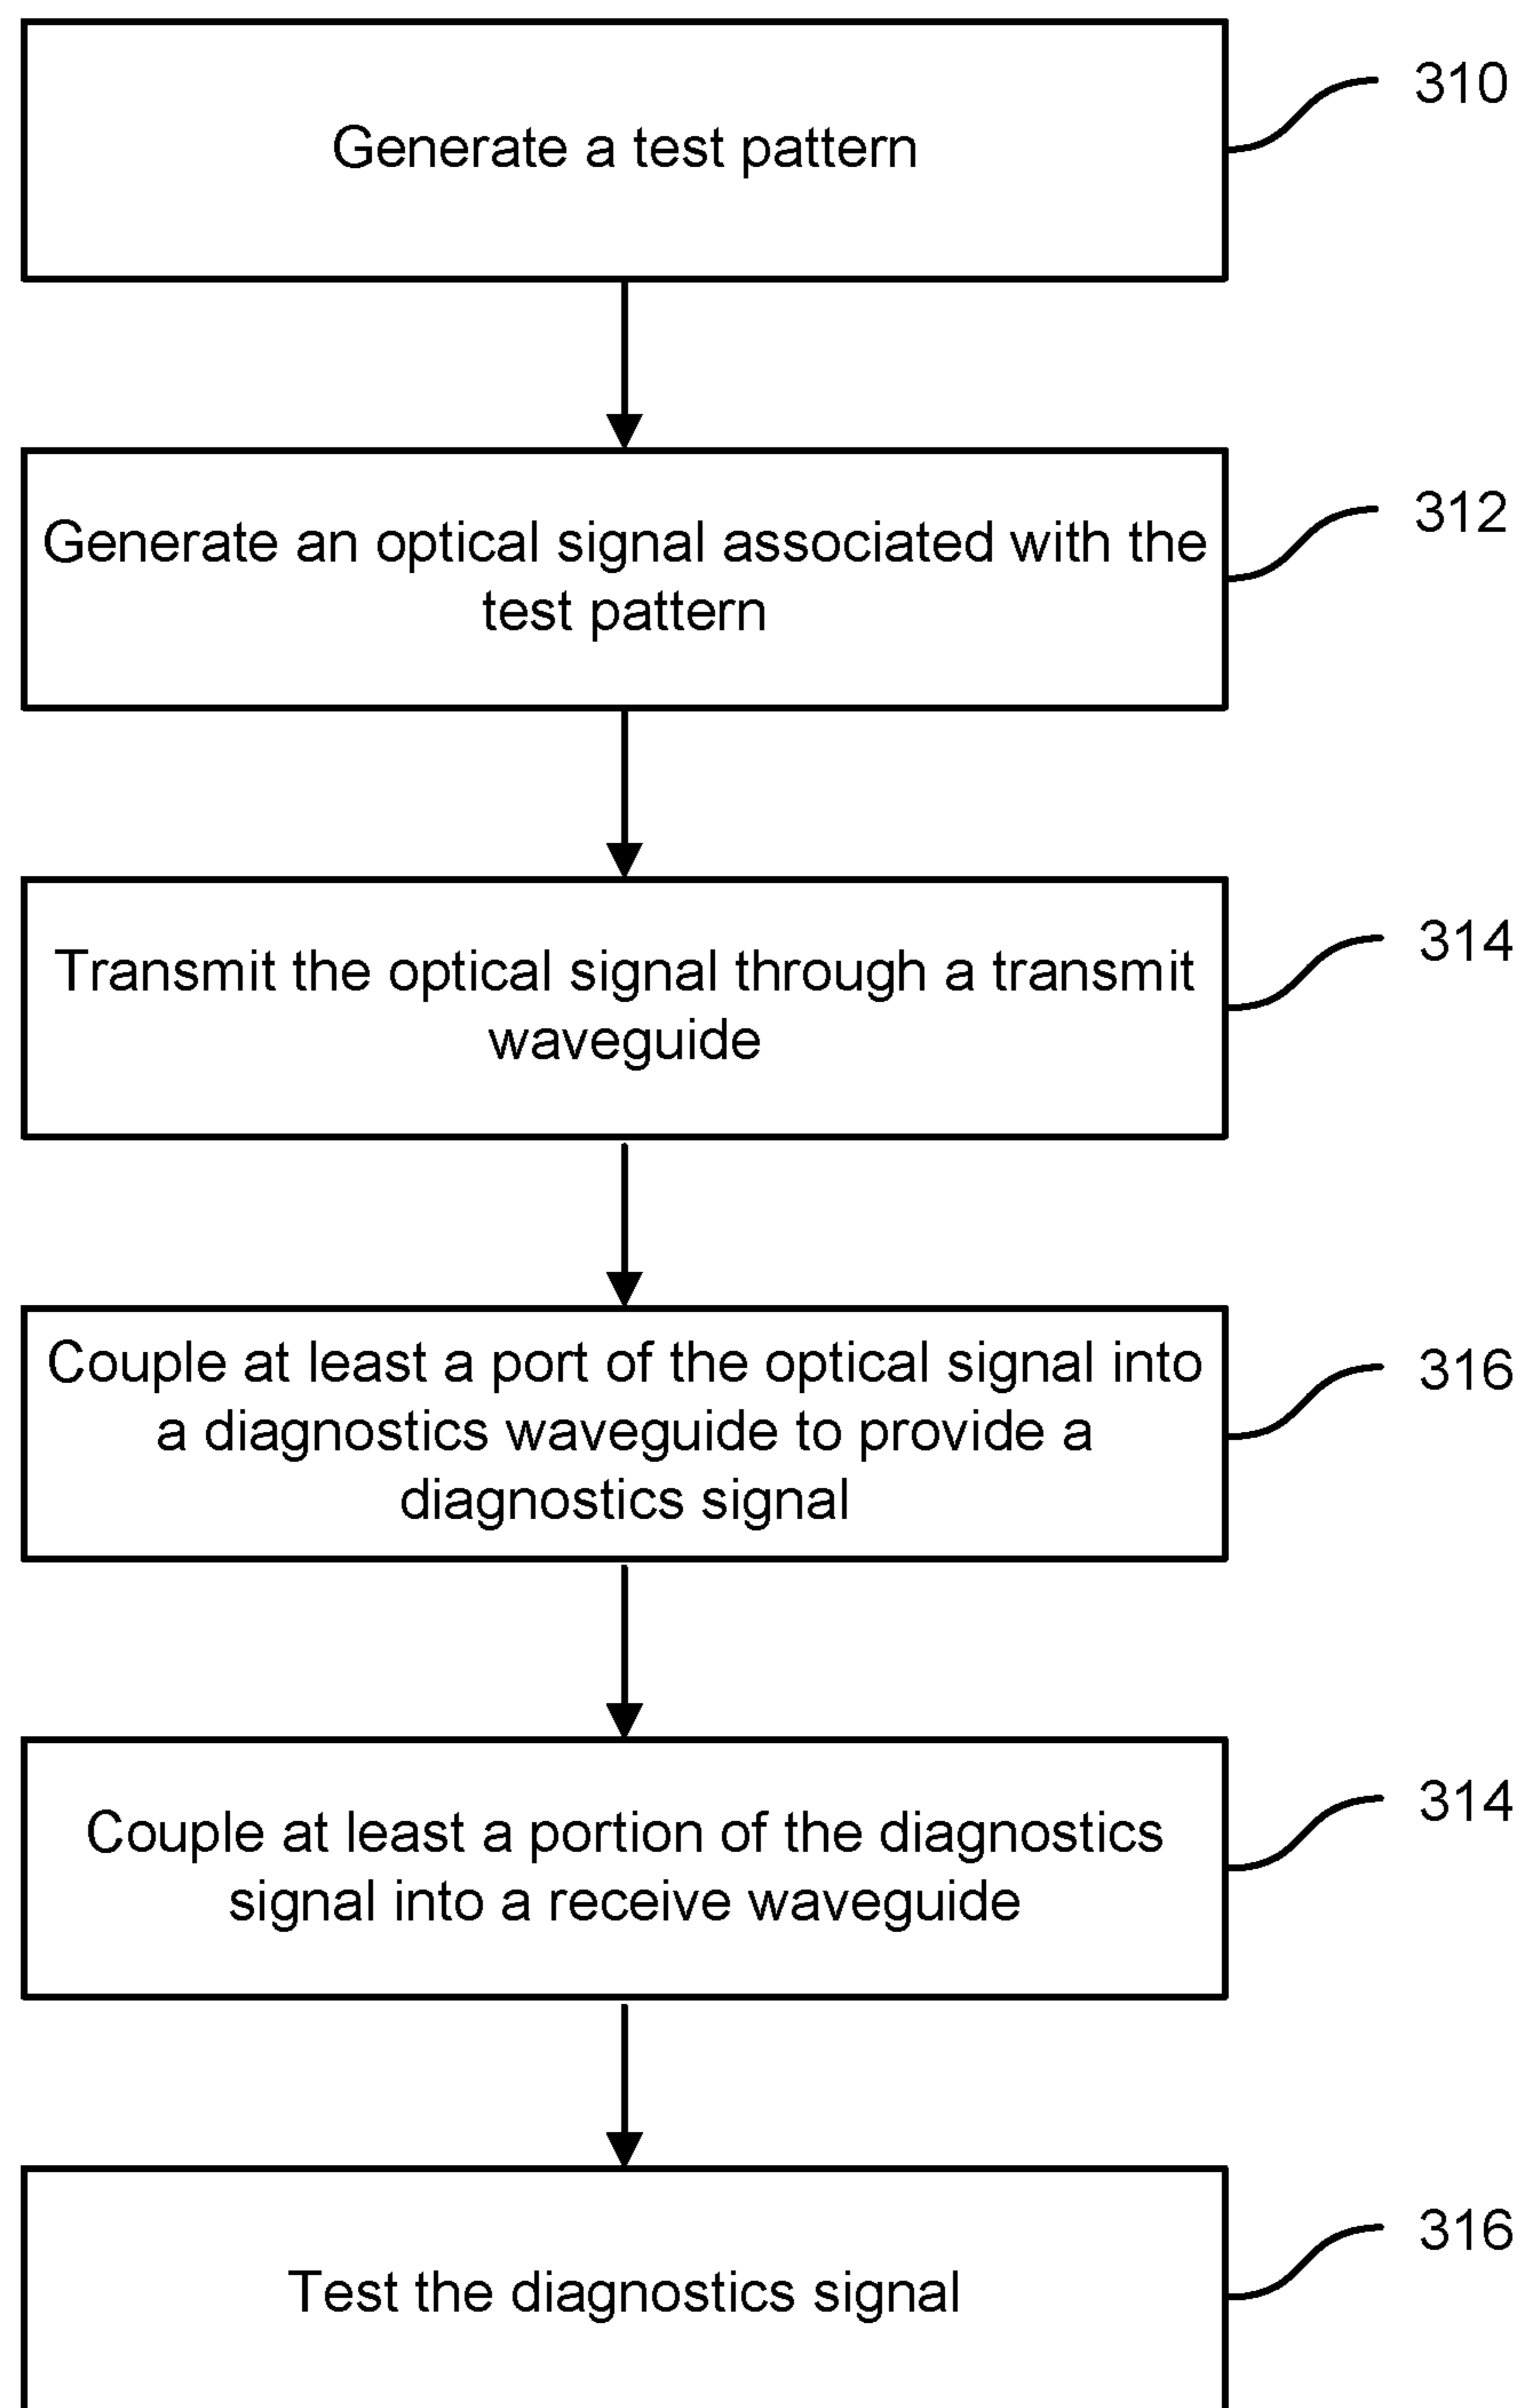 Generate a test pattern
310
Generate an optical signal associated with the
test pattern
312
Transmit the optical signal through a transmit
waveguide
314
Couple at least a port of the optical signal into
a diagnostics waveguide to provide a
diagnostics signal
316
Couple at least a portion of the diagnostics
signal into a receive waveguide
314
Test the diagnostics signal
316